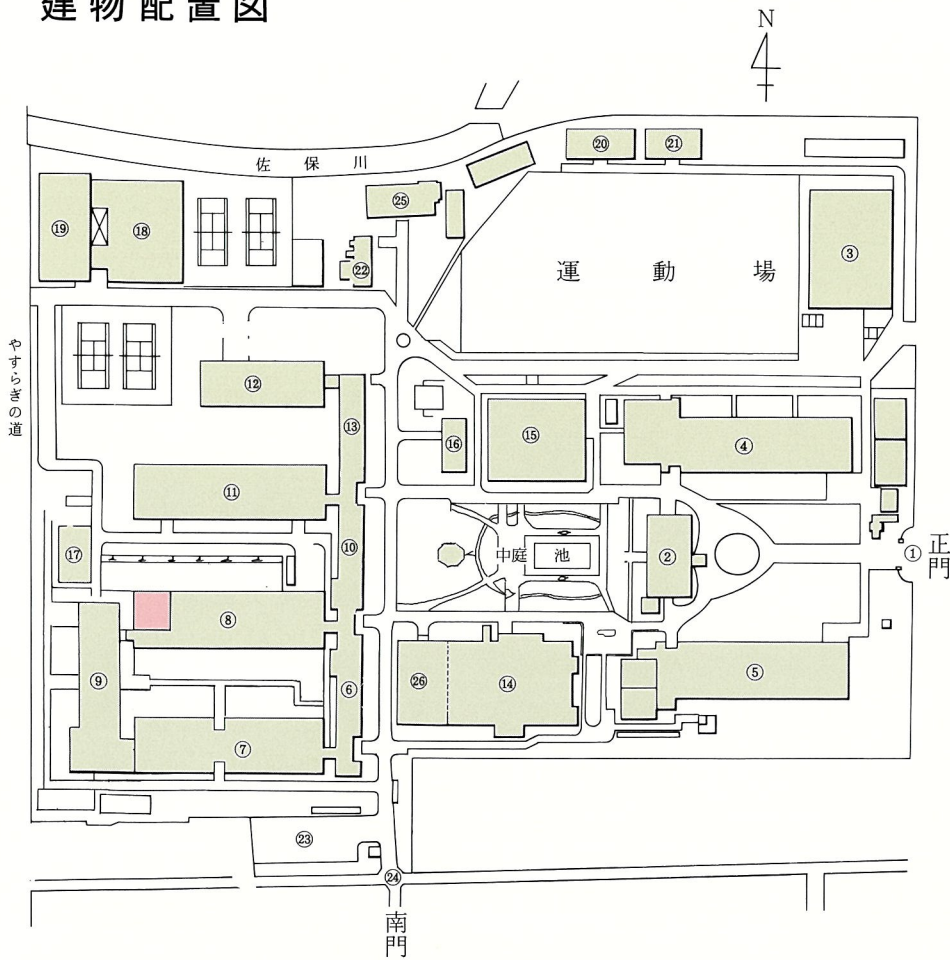 建物配置図
N
佐保川
⑳
㉑
㉕
⑲
⑱
㉒
③
運動場
やすらぎの道
⑫
⑬
⑯
⑮
④
⑪
⑩
⑰
中庭
池
②
①
正門
⑧
⑨
⑥
㉖
⑭
⑤
⑦
㉓
㉔
南門